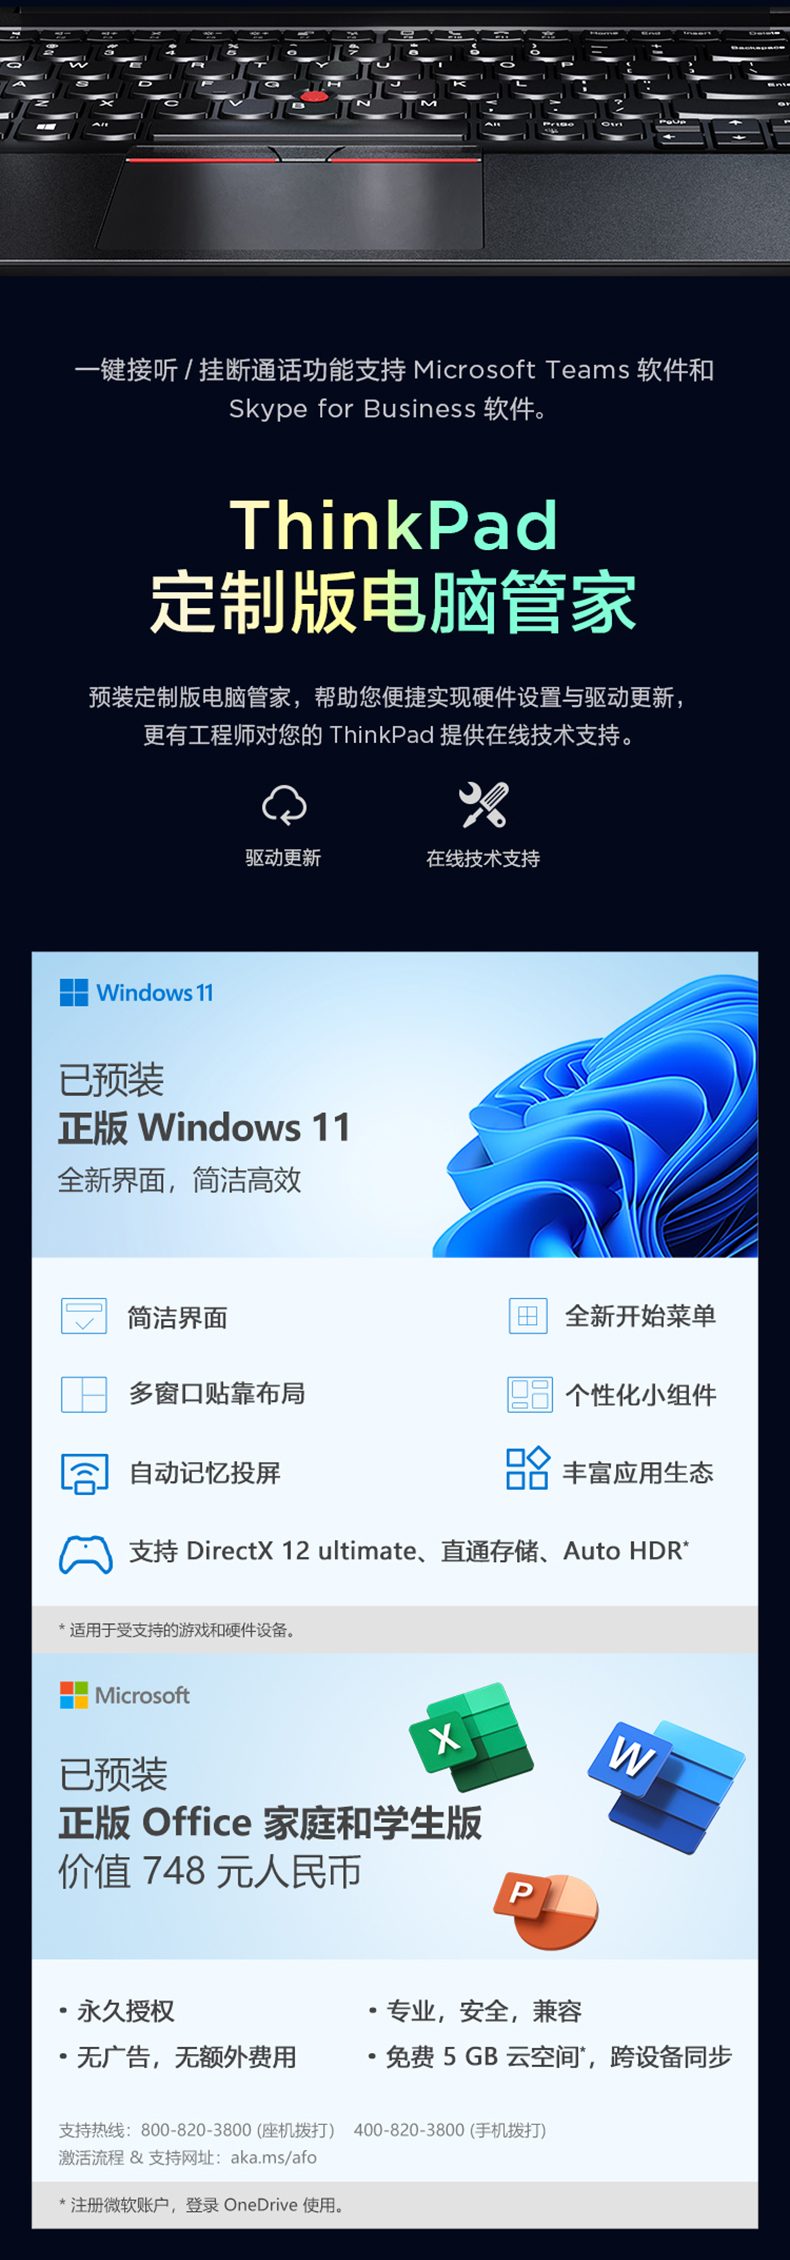 Home End Insert Delete
Backspace
Q W E R T Y U I O P
A S D F G H J K L
Z X C V B N M
Alt Alt PrtSc Ctrl PgUp
一键接听 / 挂断通话功能支持 Microsoft Teams 软件和
Skype for Business 软件。
ThinkPad
定制版电脑管家
预装定制版电脑管家，帮助您便捷实现硬件设置与驱动更新，
更有工程师对您的 ThinkPad 提供在线技术支持。
驱动更新 在线技术支持
Windows 11
已预装
正版 Windows 11
全新界面，简洁高效
简洁界面 全新开始菜单
多窗口贴靠布局 个性化小组件
自动记忆投屏 丰富应用生态
支持 DirectX 12 ultimate、直通存储、Auto HDR*
* 适用于受支持的游戏和硬件设备。
Microsoft
X
W
已预装
正版 Office 家庭和学生版
价值 748 元人民币
P
• 永久授权 • 专业，安全，兼容
• 无广告，无额外费用 • 免费 5 GB 云空间*，跨设备同步
支持热线：800-820-3800 (座机拨打) 400-820-3800 (手机拨打)
激活流程 & 支持网址：aka.ms/afo
* 注册微软账户，登录 OneDrive 使用。